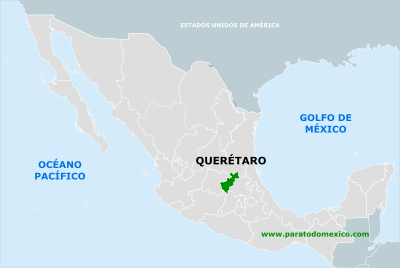 ESTADOS UNIDOS DE AMÉRICA
GOLFO DE
MÉXICO
QUERÉTARO
OCÉANO
PACÍFICO
www.paratodomexico.com